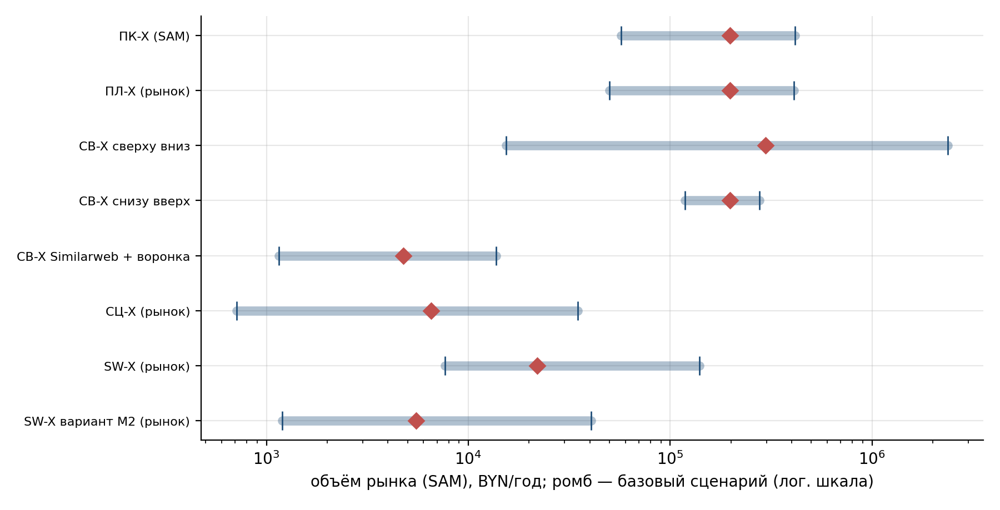 ПК-X (SAM)
ПЛ-X (рынок)
СВ-X сверху вниз
СВ-X снизу вверх
СВ-X Similarweb + воронка
СЦ-X (рынок)
SW-X (рынок)
SW-X вариант M2 (рынок)
10³ 10⁴ 10⁵ 10⁶
объём рынка (SAM), BYN/год; ромб — базовый сценарий (лог. шкала)